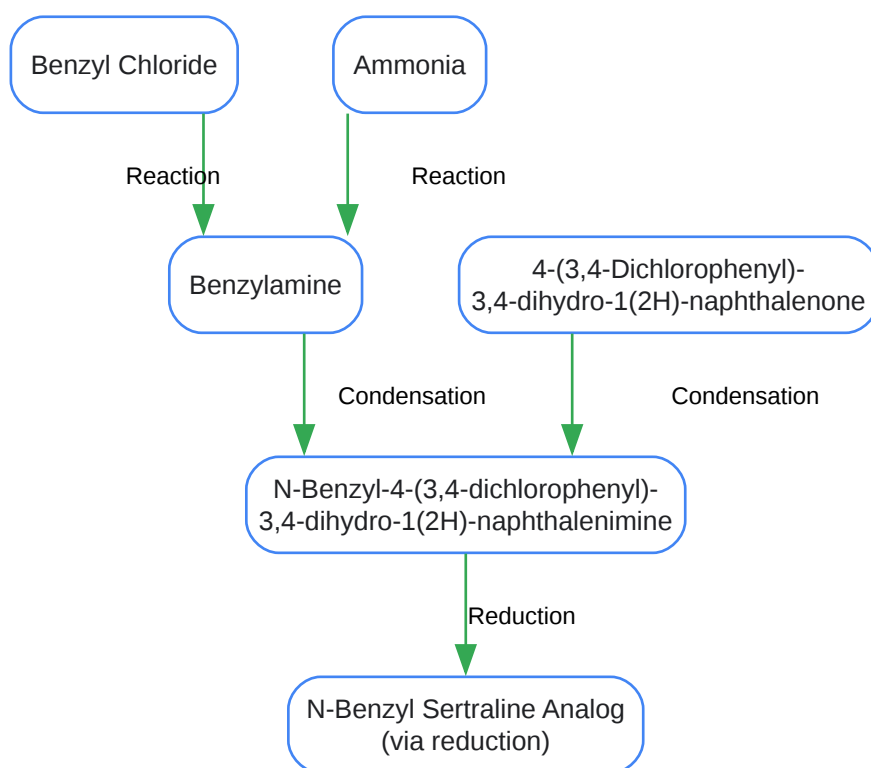 Benzyl Chloride
Ammonia
Reaction
Reaction
Benzylamine
4-(3,4-Dichlorophenyl)-
3,4-dihydro-1(2H)-naphthalenone
Condensation
Condensation
N-Benzyl-4-(3,4-dichlorophenyl)-
3,4-dihydro-1(2H)-naphthalenimine
Reduction
N-Benzyl Sertraline Analog
(via reduction)